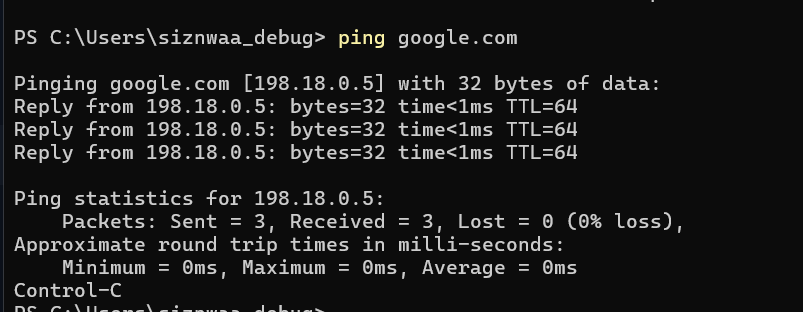 PS C:\Users\siznwaa_debug> ping google.com
Pinging google.com [198.18.0.5] with 32 bytes of data:
Reply from 198.18.0.5: bytes=32 time<1ms TTL=64
Reply from 198.18.0.5: bytes=32 time<1ms TTL=64
Reply from 198.18.0.5: bytes=32 time<1ms TTL=64
Ping statistics for 198.18.0.5:
    Packets: Sent = 3, Received = 3, Lost = 0 (0% loss),
Approximate round trip times in milli-seconds:
    Minimum = 0ms, Maximum = 0ms, Average = 0ms
Control-C
PS C:\Users\siznwaa_debug>